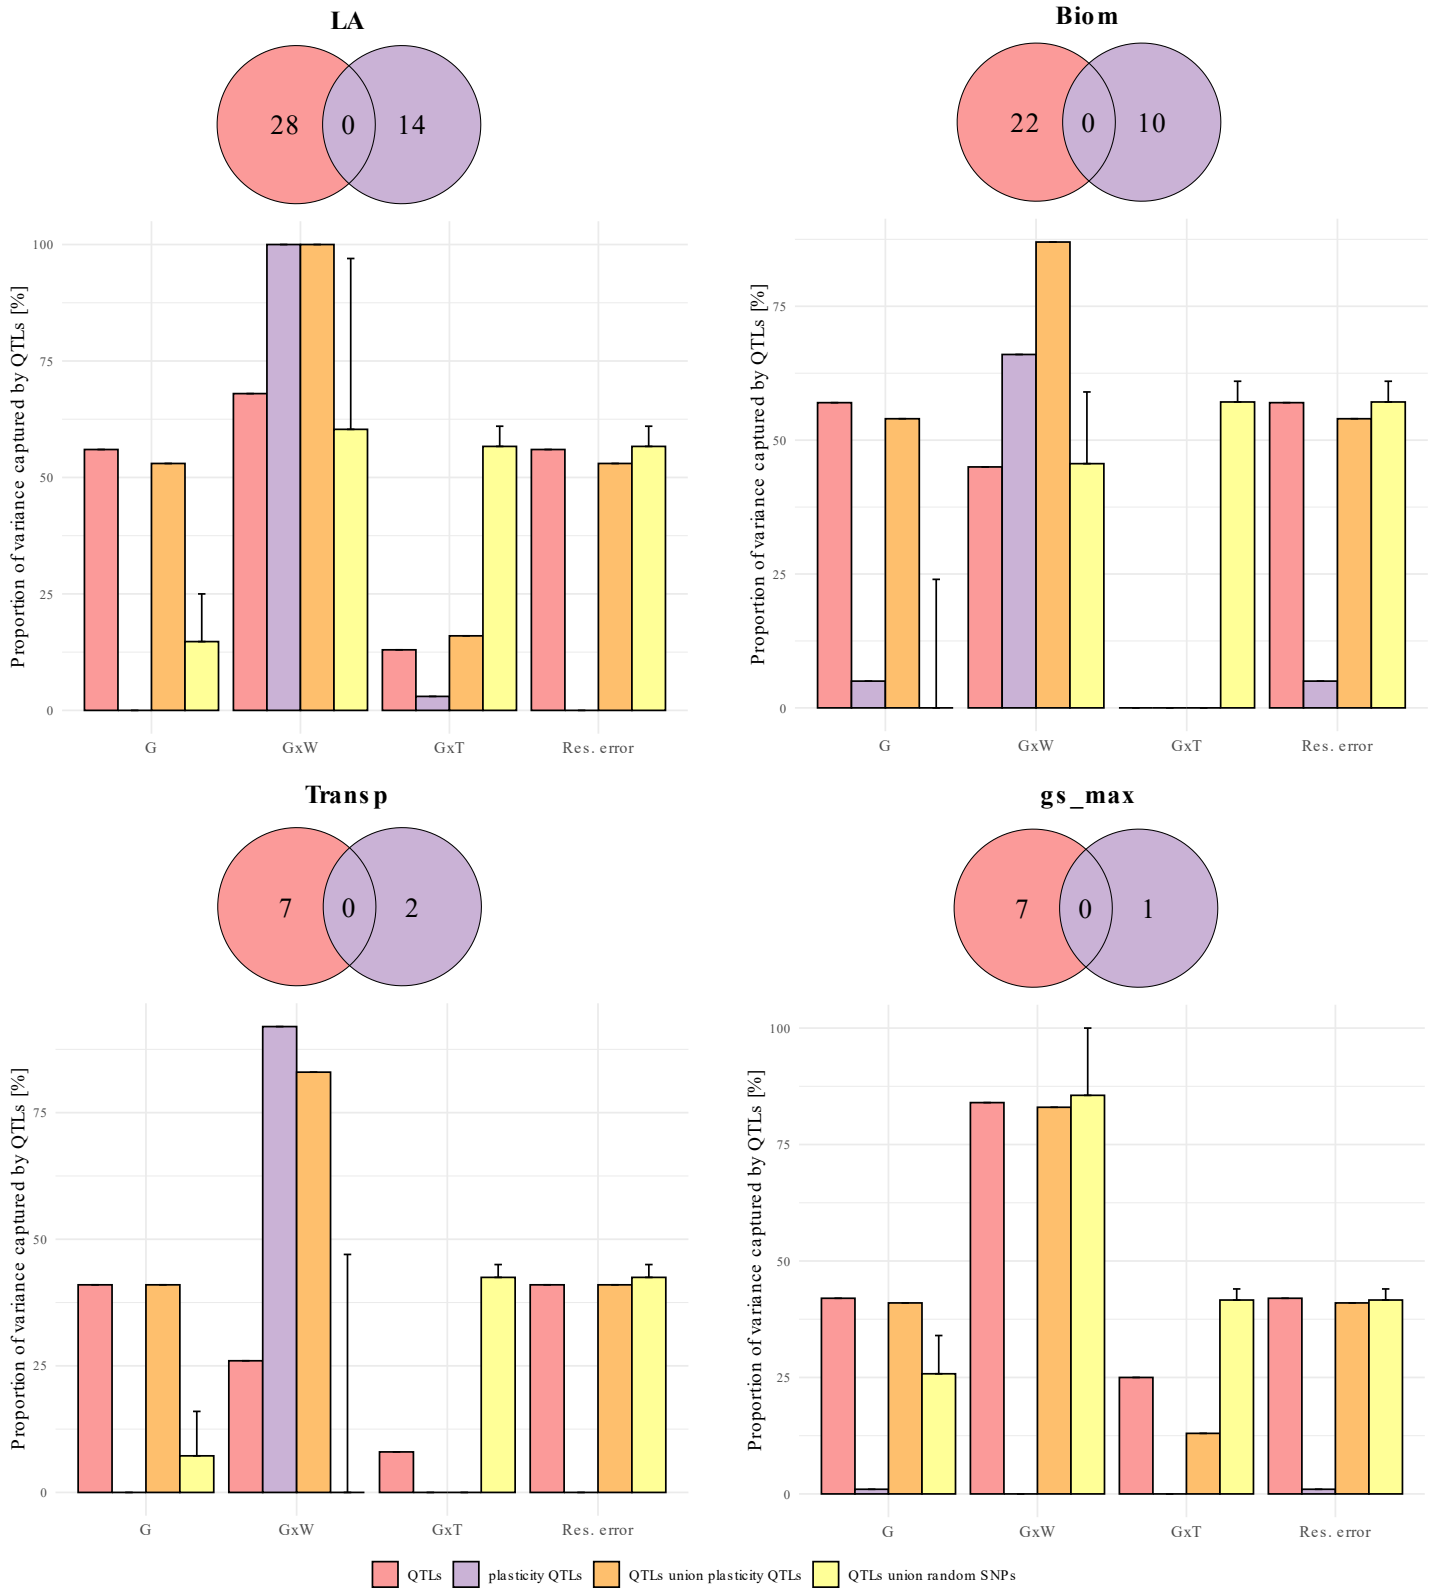 LA
28 0 14
Proportion of variance captured by QTLs [%]
100
75
50
25
0
G GxW GxT Res. error
Biom
22 0 10
Proportion of variance captured by QTLs [%]
75
50
25
0
G GxW GxT Res. error
Transp
7 0 2
Proportion of variance captured by QTLs [%]
75
50
25
0
G GxW GxT Res. error
gs_max
7 0 1
Proportion of variance captured by QTLs [%]
100
75
50
25
0
G GxW GxT Res. error
QTLs plasticity QTLs QTLs union plasticity QTLs QTLs union random SNPs